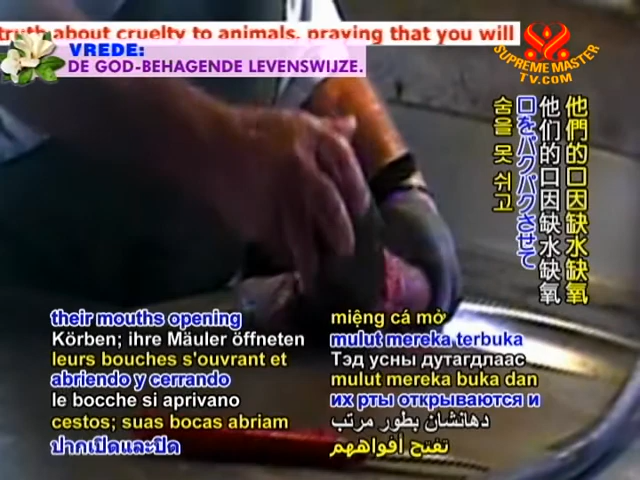 truth about cruelty to animals, praying that you will
VREDE:
DE GOD-BEHAGENDE LEVENSWIJZE.
SUPREME MASTER
TV.COM
他們的口因缺水缺氧
他们的口因缺水缺氧
口をパクパクさせて
숨을 못 쉬고
their mouths opening
Körben; ihre Mäuler öffneten
leurs bouches s'ouvrant et
abriendo y cerrando
le bocche si aprivano
cestos; suas bocas abriam
ปากเปิดและปิด
miệng cá mở
mulut mereka terbuka
Тэд усны дутагдлаас
mulut mereka buka dan
их рты открываются и
دهانشان بطور مرتب
تفتح أفواههم